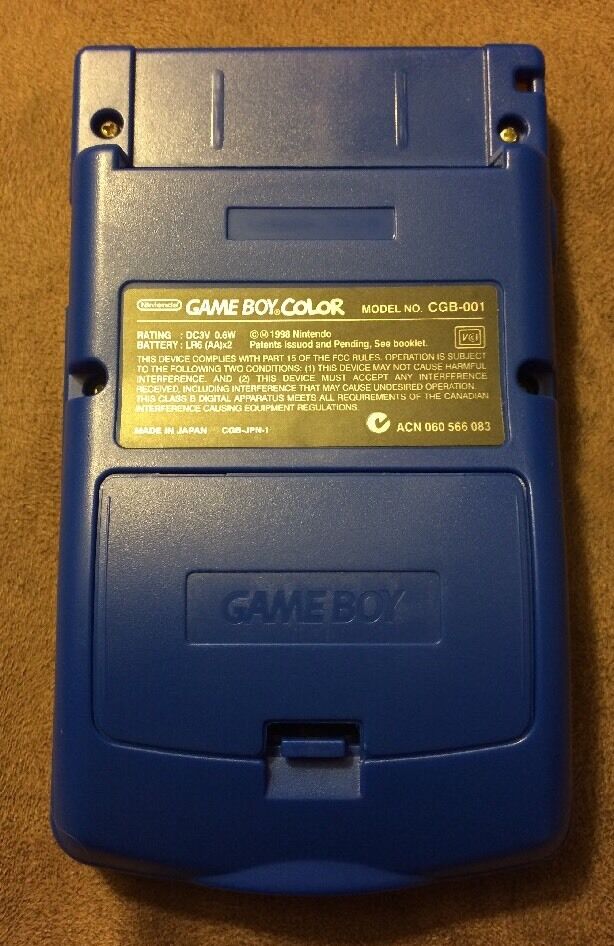 Nintendo GAME BOY COLOR MODEL NO. CGB-001
RATING : DC3V 0.6W ©Ⓜ1998 Nintendo
BATTERY : LR6 (AA)x2 Patents Issued and Pending, See booklet.
VCI
THIS DEVICE COMPLIES WITH PART 15 OF THE FCC RULES. OPERATION IS SUBJECT
TO THE FOLLOWING TWO CONDITIONS: (1) THIS DEVICE MAY NOT CAUSE HARMFUL
INTERFERENCE, AND (2) THIS DEVICE MUST ACCEPT ANY INTERFERENCE
RECEIVED, INCLUDING INTERFERENCE THAT MAY CAUSE UNDESIRED OPERATION.
THIS CLASS B DIGITAL APPARATUS MEETS ALL REQUIREMENTS OF THE CANADIAN
INTERFERENCE CAUSING EQUIPMENT REGULATIONS.
MADE IN JAPAN CGB-JPN-1 ACN 060 566 083
GAME BOY